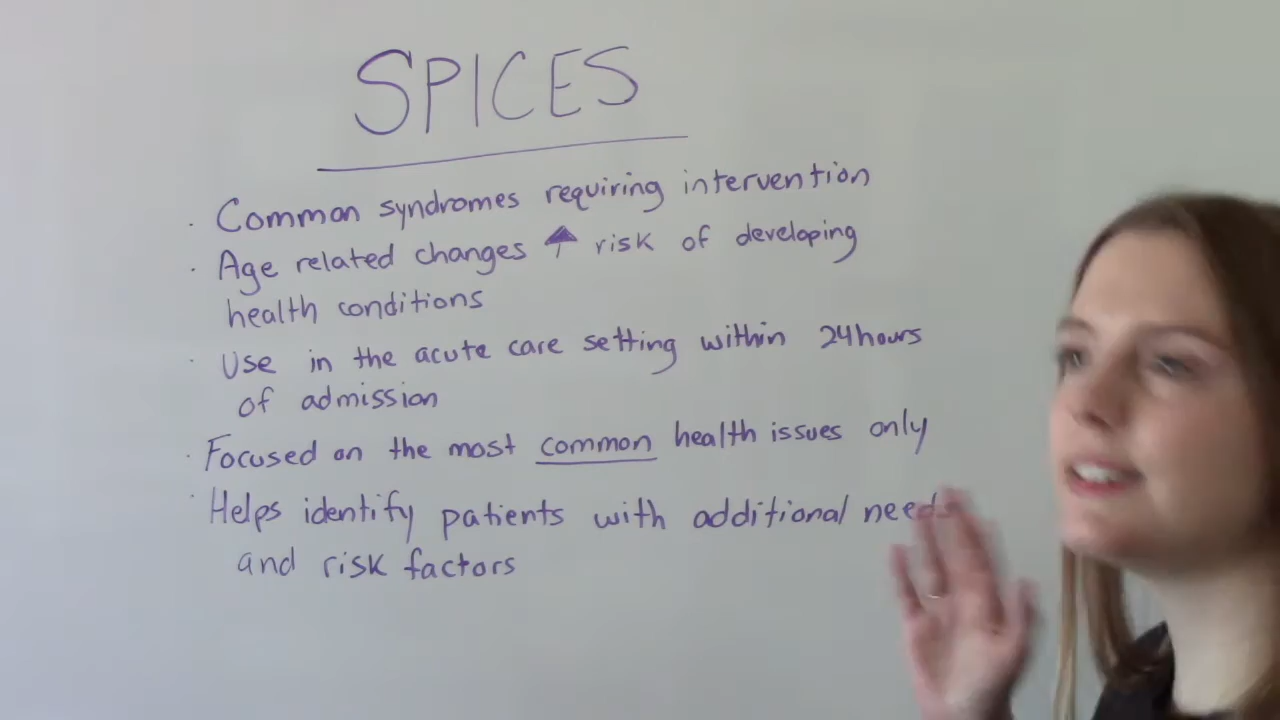 SPICES
· Common syndromes requiring intervention
· Age related changes ↑ risk of developing
health conditions
· Use in the acute care setting within 24hours
of admission
· Focused on the most common health issues only
· Helps identify patients with additional needs
and risk factors